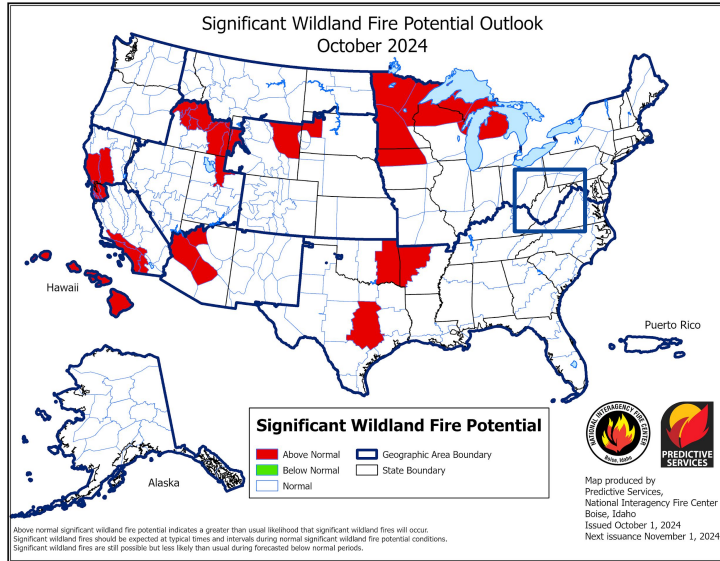 Significant Wildland Fire Potential Outlook
October 2024
Hawaii
Puerto Rico
Alaska
Significant Wildland Fire Potential
Above Normal
Geographic Area Boundary
Below Normal
State Boundary
Normal
NATIONAL INTERAGENCY FIRE CENTER
Boise, Idaho
PREDICTIVE
SERVICES
Map produced by
Predictive Services,
National Interagency Fire Center
Boise, Idaho
Issued October 1, 2024
Next issuance November 1, 2024
Above normal significant wildland fire potential indicates a greater than usual likelihood that significant wildland fires will occur.
Significant wildland fires should be expected at typical times and intervals during normal significant wildland fire potential conditions.
Significant wildland fires are still possible but less likely than usual during forecasted below normal periods.